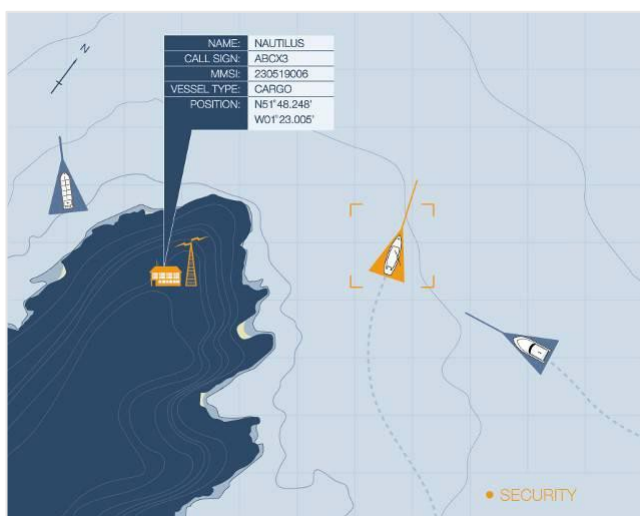 N
NAME: NAUTILUS
CALL SIGN: ABCX3
MMSI: 230519006
VESSEL TYPE: CARGO
POSITION: N51°48.248'
W01°23.005'
SECURITY